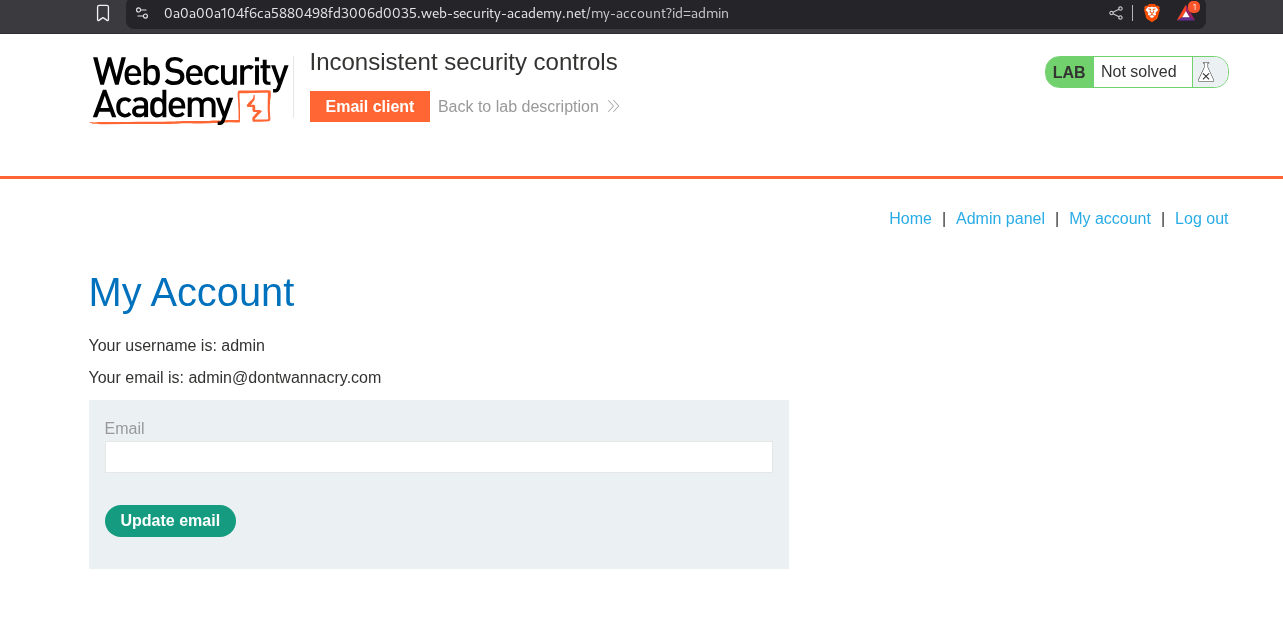 0a0a00a104f6ca5880498fd3006d0035.web-security-academy.net/my-account?id=admin
1
Web Security
Academy
Inconsistent security controls
Email client
Back to lab description
LAB Not solved
Home | Admin panel | My account | Log out
My Account
Your username is: admin
Your email is: admin@dontwannacry.com
Email
Update email